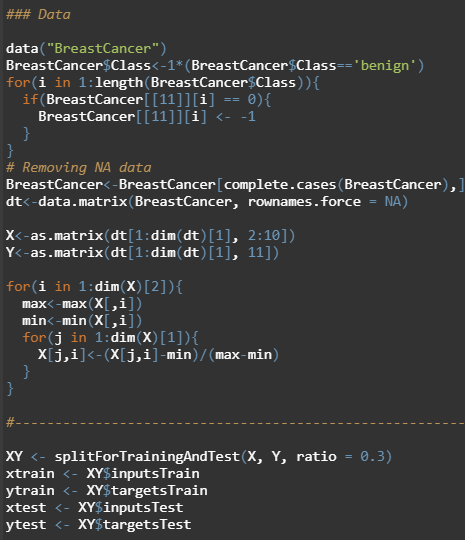 ### Data
data("BreastCancer")
BreastCancer$Class<-1*(BreastCancer$Class=='benign')
for(i in 1:length(BreastCancer$Class)){
if(BreastCancer[[11]][i] == 0){
BreastCancer[[11]][i] <- -1
}
}
# Removing NA data
BreastCancer<-BreastCancer[complete.cases(BreastCancer),]
dt<-data.matrix(BreastCancer, rownames.force = NA)
X<-as.matrix(dt[1:dim(dt)[1], 2:10])
Y<-as.matrix(dt[1:dim(dt)[1], 11])
for(i in 1:dim(X)[2]){
max<-max(X[,i])
min<-min(X[,i])
for(j in 1:dim(X)[1]){
X[j,i]<-(X[j,i]-min)/(max-min)
}
}
#-----------------------------------------------------------
XY <- splitForTrainingAndTest(X, Y, ratio = 0.3)
xtrain <- XY$inputsTrain
ytrain <- XY$targetsTrain
xtest <- XY$inputsTest
ytest <- XY$targetsTest